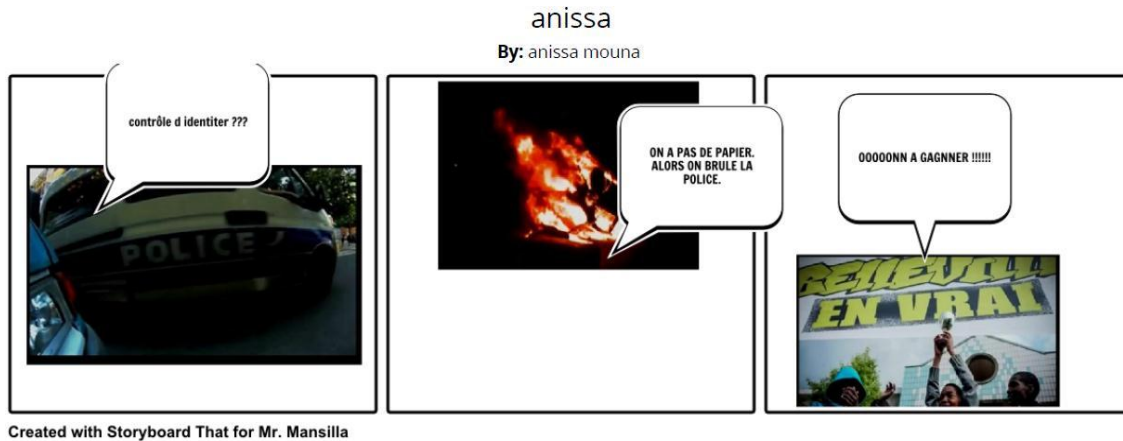 anissa
By: anissa mouna
contrôle d identiter ???
POLICE
ON A PAS DE PAPIER.
ALORS ON BRULE LA
POLICE.
OOOOONN A GAGNNER !!!!!!
BELLEVILLE
EN VRAI
Created with Storyboard That for Mr. Mansilla